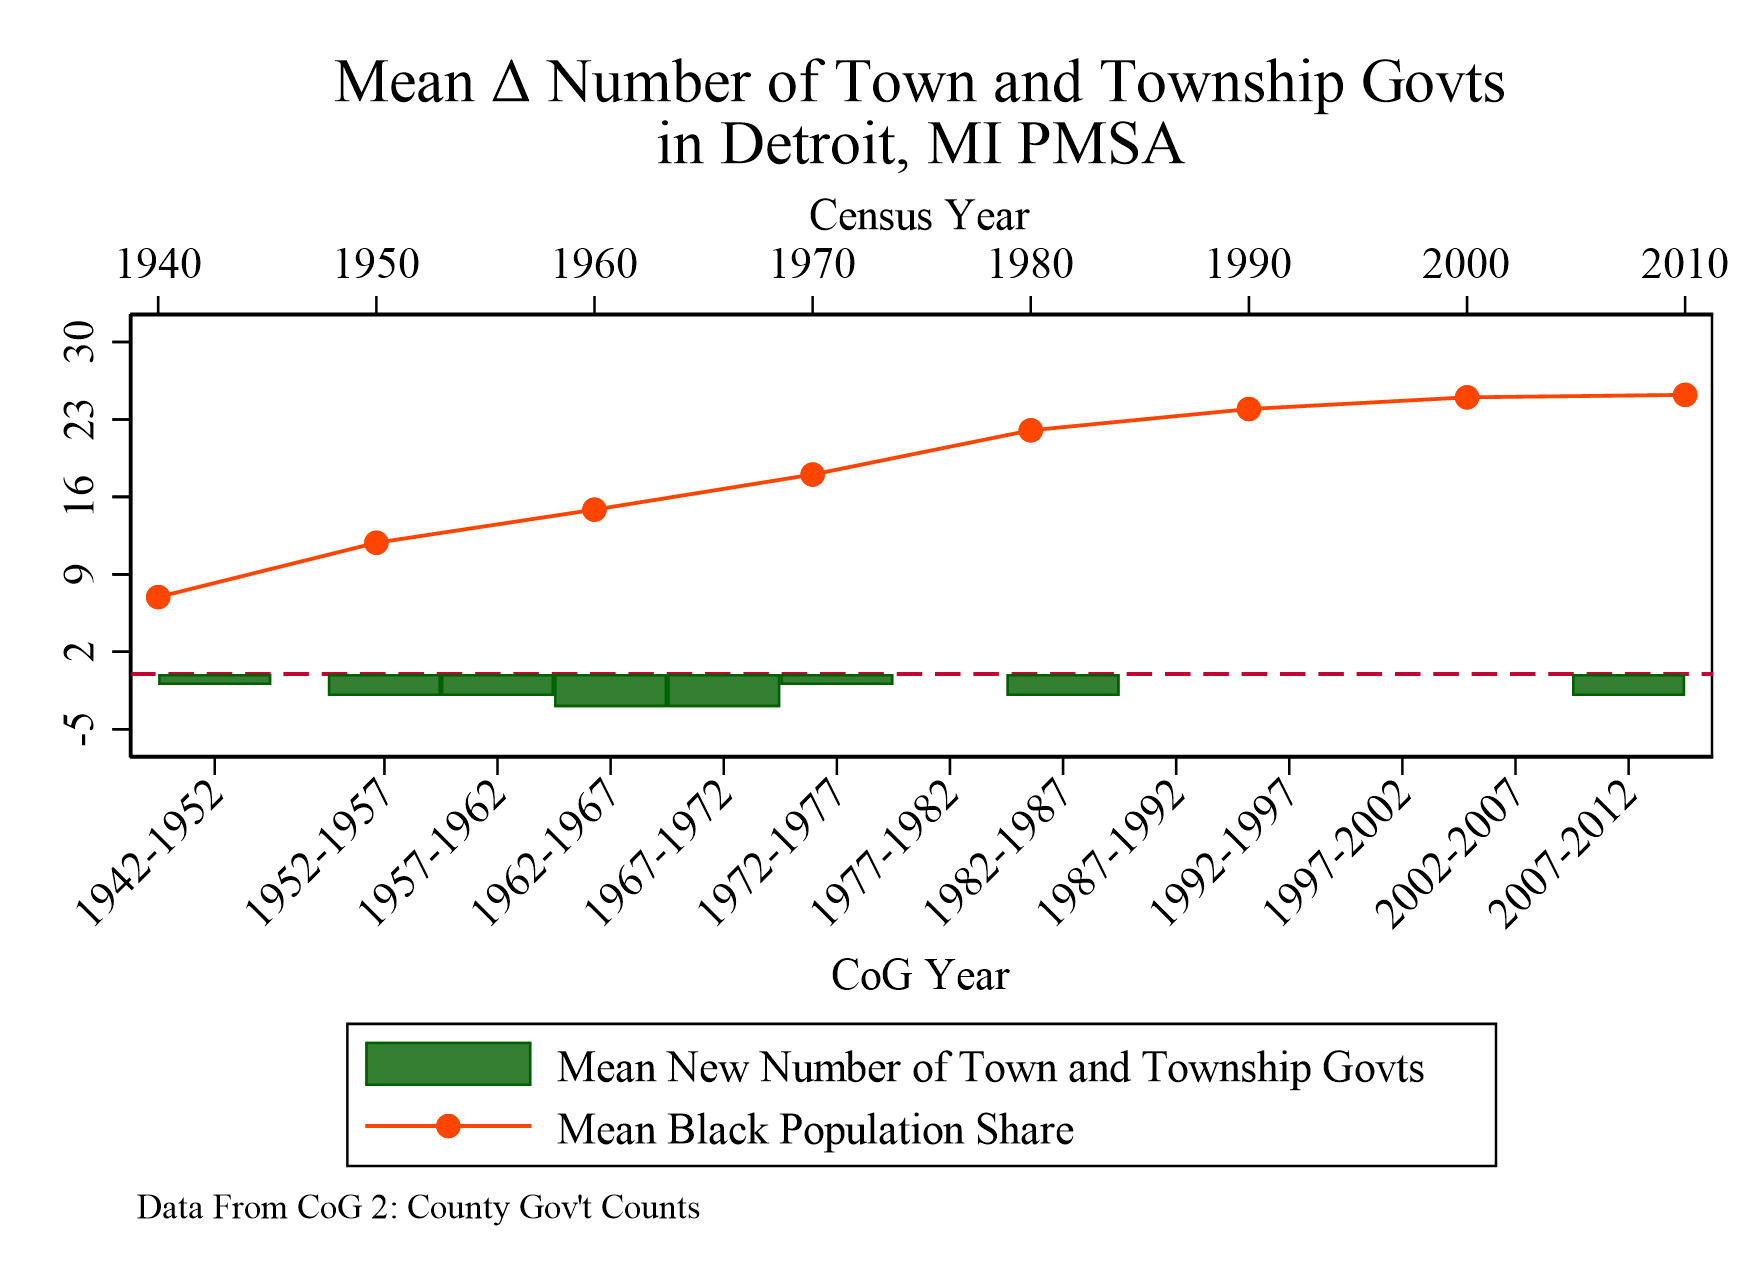 Mean Δ Number of Town and Township Govts
in Detroit, MI PMSA
Census Year
1940 1950 1960 1970 1980 1990 2000 2010
30
23
16
9
2
-5
1942-1952 1952-1957 1957-1962 1962-1967 1967-1972 1972-1977 1977-1982 1982-1987 1987-1992 1992-1997 1997-2002 2002-2007 2007-2012
CoG Year
Mean New Number of Town and Township Govts
Mean Black Population Share
Data From CoG 2: County Gov't Counts